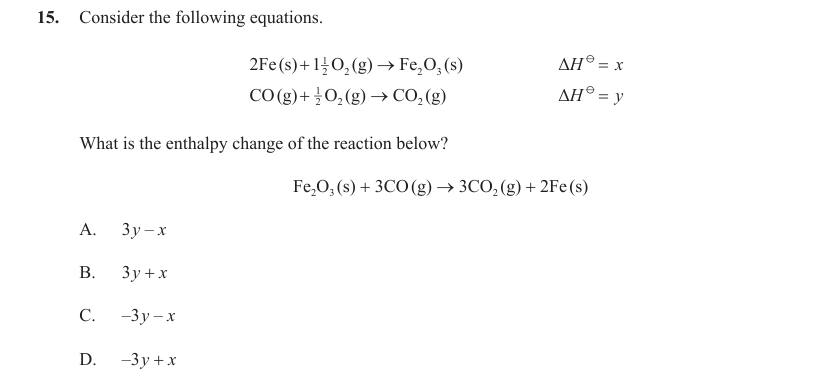 15. Consider the following equations.
2Fe(s) + 1½O₂(g) → Fe₂O₃(s) ΔH⊖ = x
CO(g) + ½O₂(g) → CO₂(g) ΔH⊖ = y
What is the enthalpy change of the reaction below?
Fe₂O₃(s) + 3CO(g) → 3CO₂(g) + 2Fe(s)
A. 3y – x
B. 3y + x
C. –3y – x
D. –3y + x